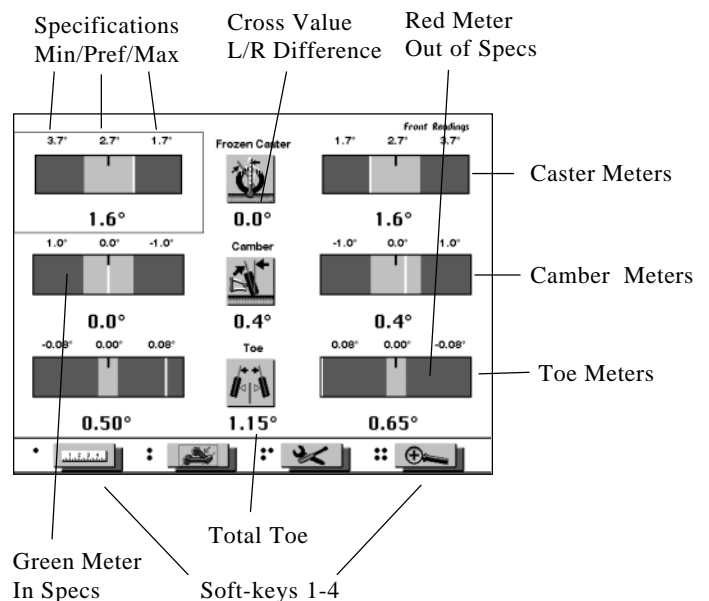 Specifications
Min/Pref/Max
Cross Value
L/R Difference
Red Meter
Out of Specs
Front Readings
3.7° 2.7° 1.7°
Frozen Caster
1.7° 2.7° 3.7°
Caster Meters
1.6° 0.0° 1.6°
1.0° 0.0° -1.0°
Camber
-1.0° 0.0° 1.0°
Camber Meters
0.0° 0.4° 0.4°
-0.08° 0.00° 0.08°
Toe
0.08° 0.00° -0.08°
Toe Meters
0.50° 1.15° 0.65°
1 2 3 4
Total Toe
Green Meter
In Specs
Soft-keys 1-4